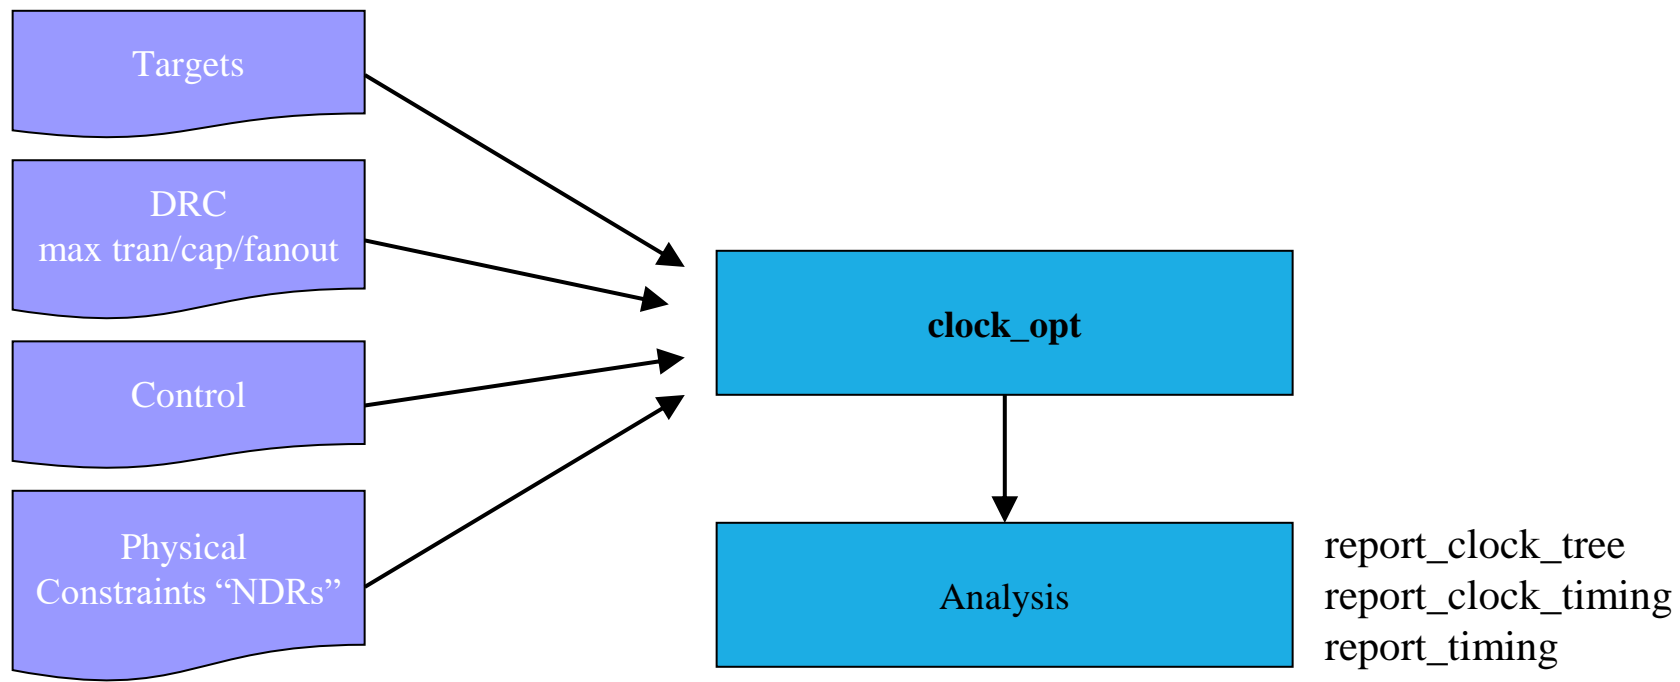 Targets
DRC
max tran/cap/fanout
Control
Physical
Constraints “NDRs”
clock_opt
Analysis
report_clock_tree
report_clock_timing
report_timing